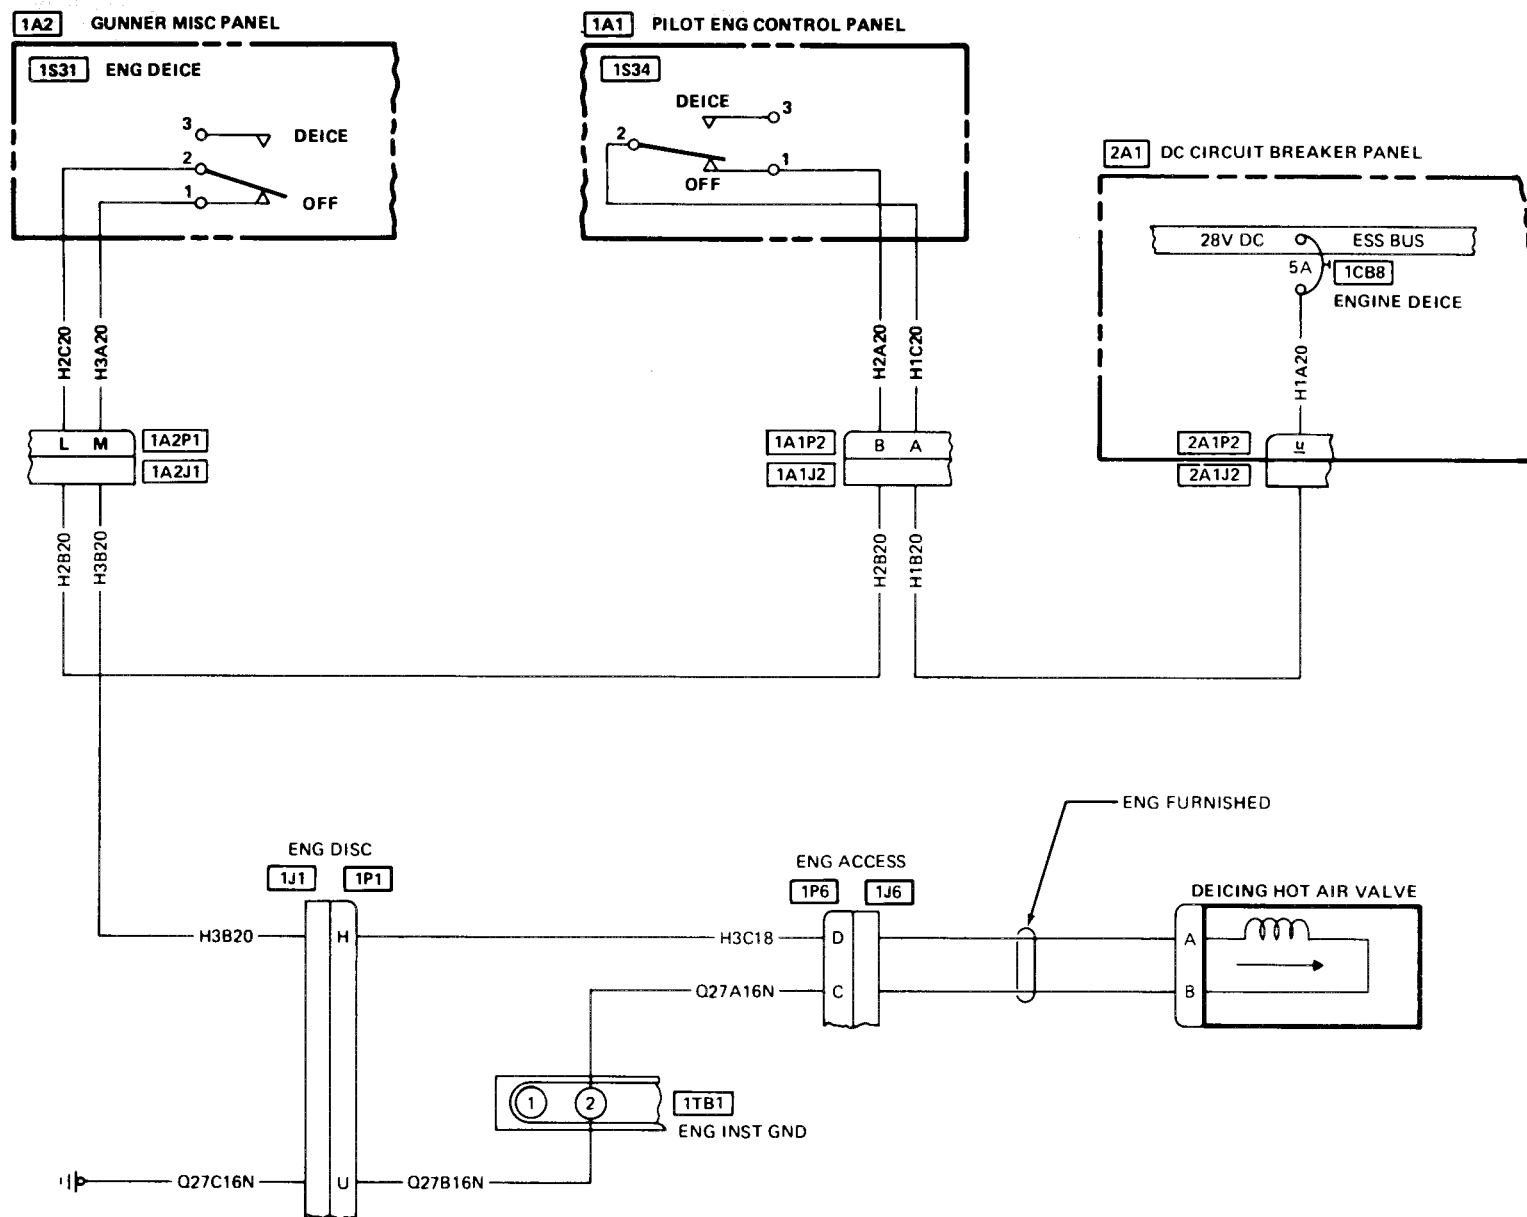 1A2 GUNNER MISC PANEL
1A1 PILOT ENG CONTROL PANEL
1S31 ENG DEICE
1S34
3 DEICE
2
1 OFF
DEICE 3
2
1
OFF
2A1 DC CIRCUIT BREAKER PANEL
28V DC ESS BUS
5A 1CB8
ENGINE DEICE
H2C20
H3A20
H2A20
H1C20
H1A20
L M 1A2P1
1A2J1
1A1P2 B A
1A1J2
2A1P2 u
2A1J2
H2B20
H3B20
H2B20
H1B20
ENG FURNISHED
ENG DISC
1J1 1P1
ENG ACCESS
1P6 1J6
DEICING HOT AIR VALVE
H3B20 H H3C18 D A
Q27A16N C B
1 2 1TB1
ENG INST GND
Q27C16N U Q27B16N